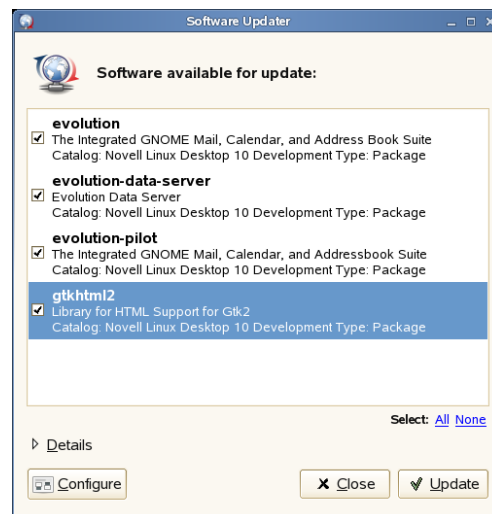 Software Updater
Software available for update:
evolution
The Integrated GNOME Mail, Calendar, and Address Book Suite
Catalog: Novell Linux Desktop 10 Development Type: Package
evolution-data-server
Evolution Data Server
Catalog: Novell Linux Desktop 10 Development Type: Package
evolution-pilot
The Integrated GNOME Mail, Calendar, and Addressbook Suite
Catalog: Novell Linux Desktop 10 Development Type: Package
gtkhtml2
Library for HTML Support for Gtk2
Catalog: Novell Linux Desktop 10 Development Type: Package
Select: All None
Details
Configure
Close
Update